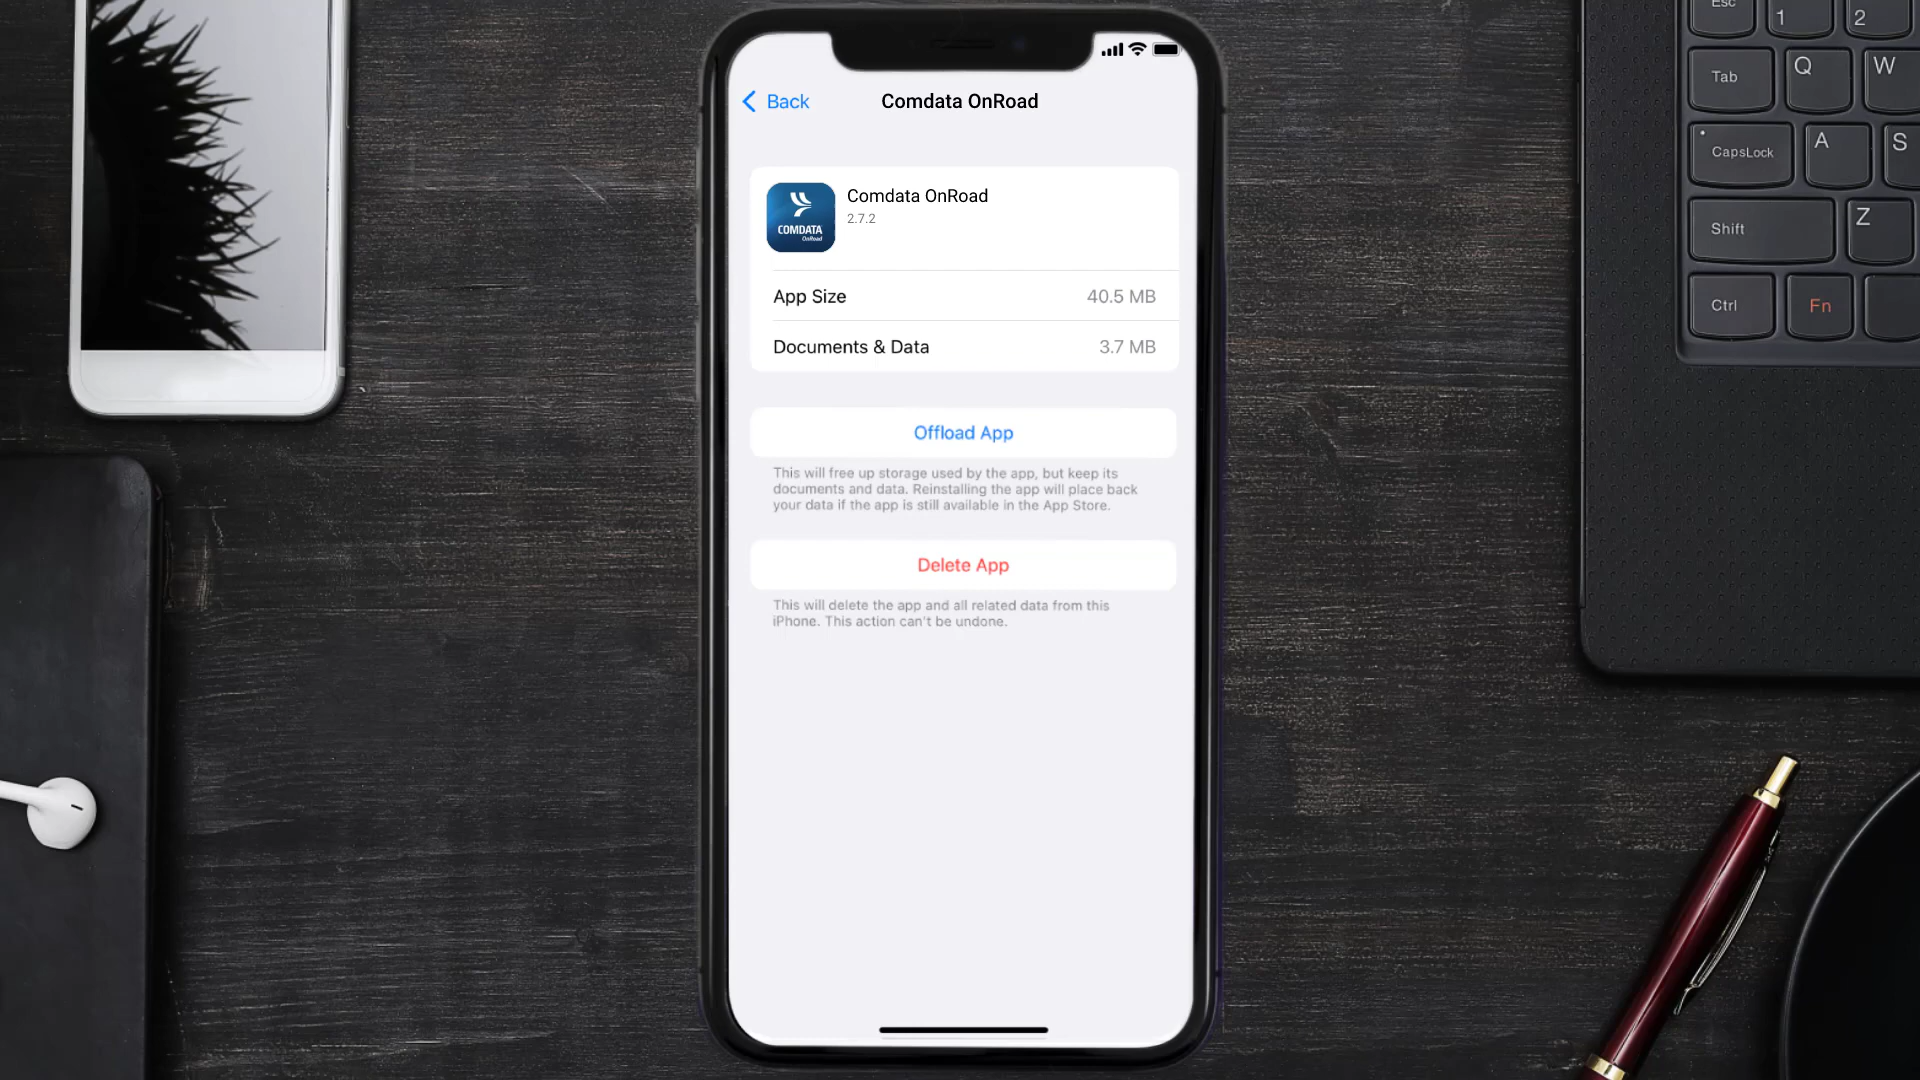 Back
Comdata OnRoad
COMDATA
OnRoad
Comdata OnRoad
2.7.2
App Size
40.5 MB
Documents & Data
3.7 MB
Offload App
This will free up storage used by the app, but keep its
documents and data. Reinstalling the app will place back
your data if the app is still available in the App Store.
Delete App
This will delete the app and all related data from this
iPhone. This action can't be undone.
Esc
1
2
Tab
Q
W
CapsLock
A
S
Shift
Z
Ctrl
Fn